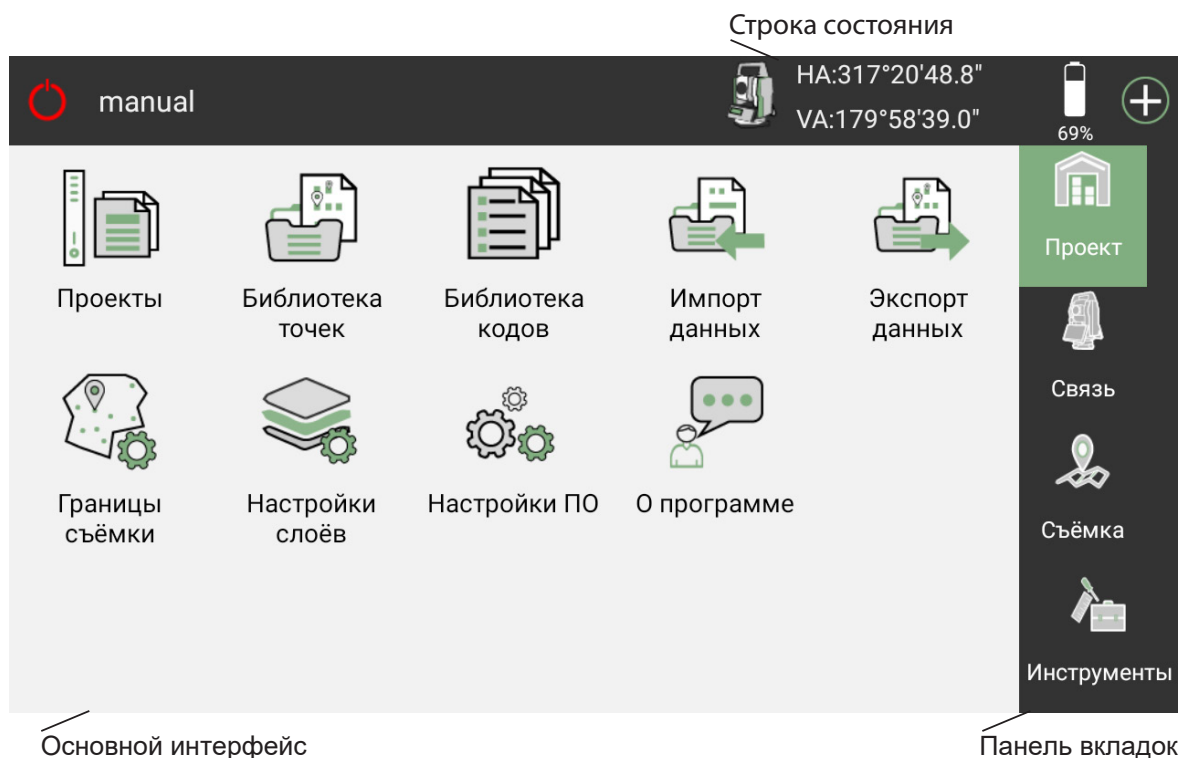 Строка состояния
manual
HA:317°20'48.8"
VA:179°58'39.0"
69%
Проекты
Библиотека
точек
Библиотека
кодов
Импорт
данных
Экспорт
данных
Границы
съёмки
Настройки
слоёв
Настройки ПО
О программе
Проект
Связь
Съёмка
Инструменты
Основной интерфейс
Панель вкладок